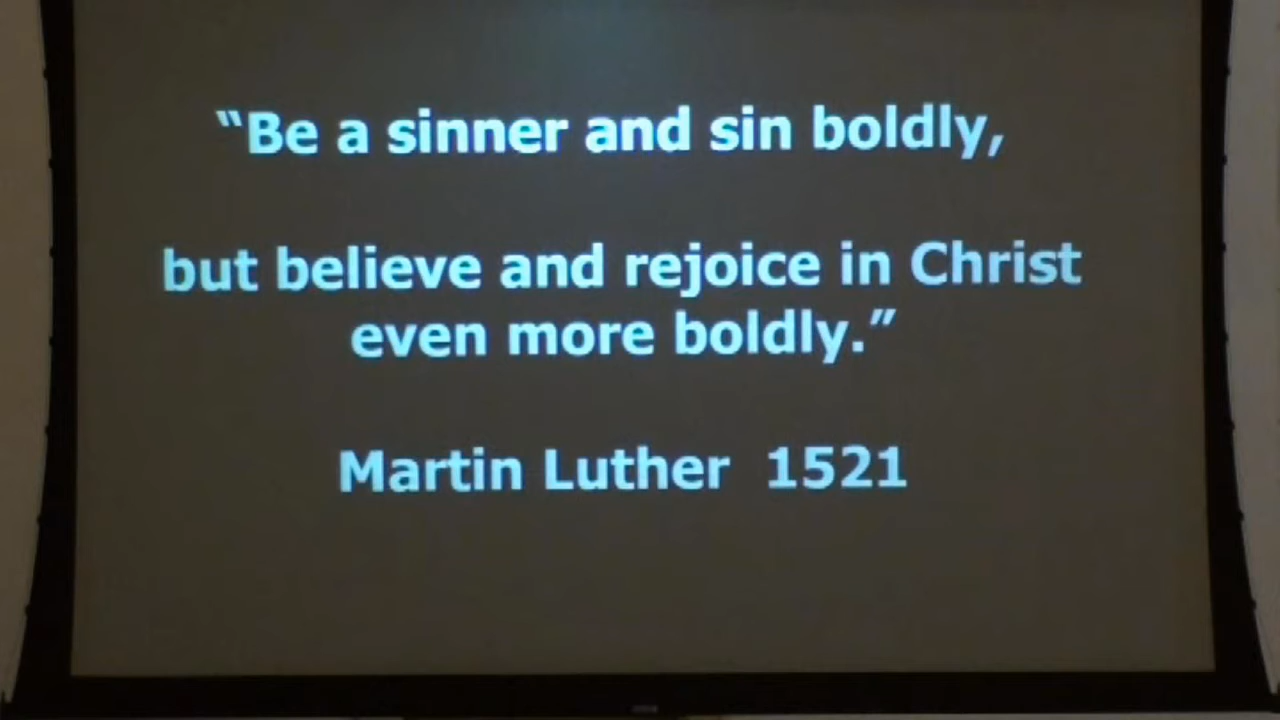 “Be a sinner and sin boldly,
but believe and rejoice in Christ
even more boldly.”
Martin Luther 1521